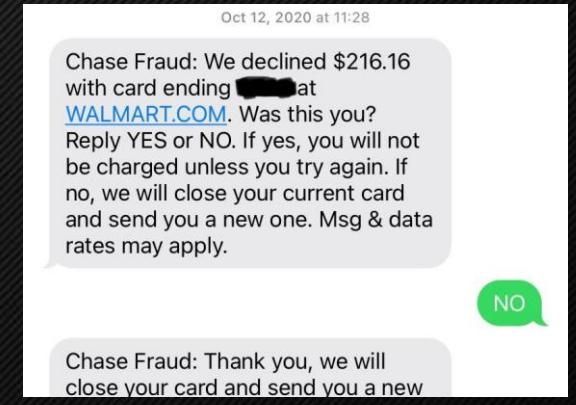 Oct 12, 2020 at 11:28
Chase Fraud: We declined $216.16
with card ending at
WALMART.COM. Was this you?
Reply YES or NO. If yes, you will not
be charged unless you try again. If
no, we will close your current card
and send you a new one. Msg & data
rates may apply.
NO
Chase Fraud: Thank you, we will
close your card and send you a new